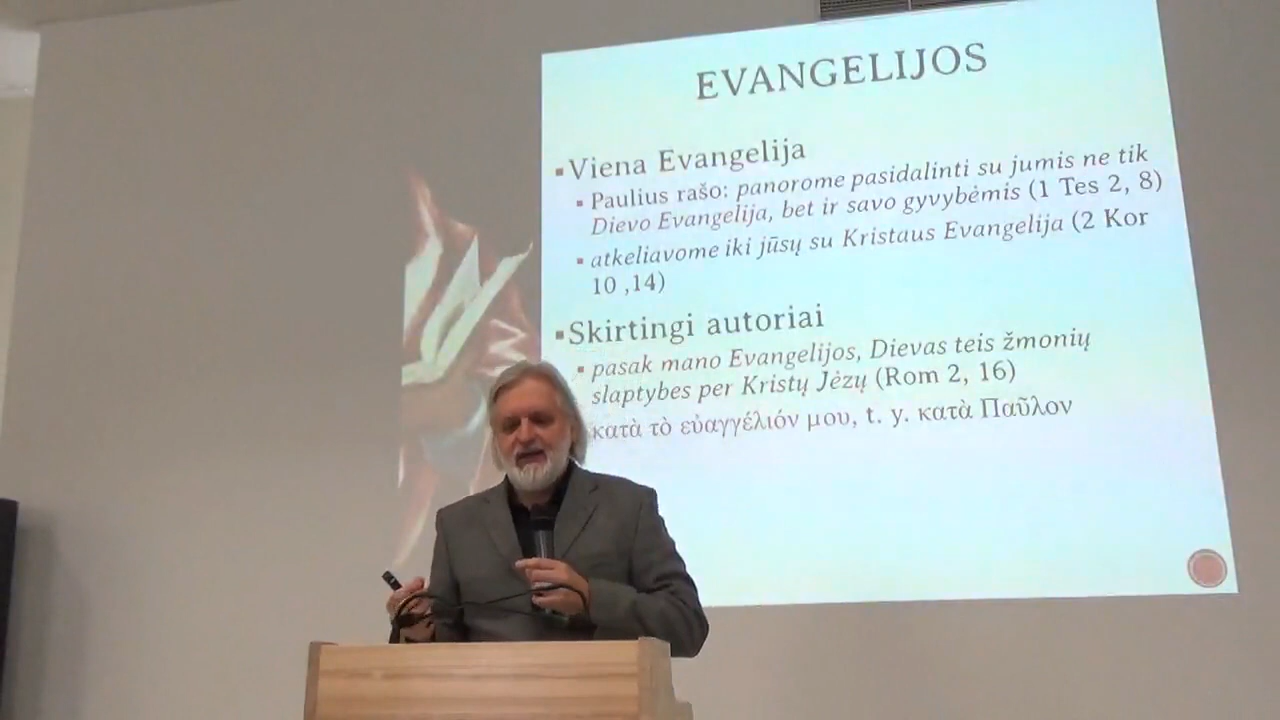 EVANGELIJOS
▪Viena Evangelija
▪ Paulius rašo: panorome pasidalinti su jumis ne tik
Dievo Evangelija, bet ir savo gyvybėmis (1 Tes 2, 8)
▪ atkeliavome iki jūsų su Kristaus Evangelija (2 Kor
10 ,14)
▪Skirtingi autoriai
▪ pasak mano Evangelijos, Dievas teis žmonių
slaptybes per Kristų Jėzų (Rom 2, 16)
κατὰ τὸ εὐαγγέλιόν μου, t. y. κατὰ Παῦλον